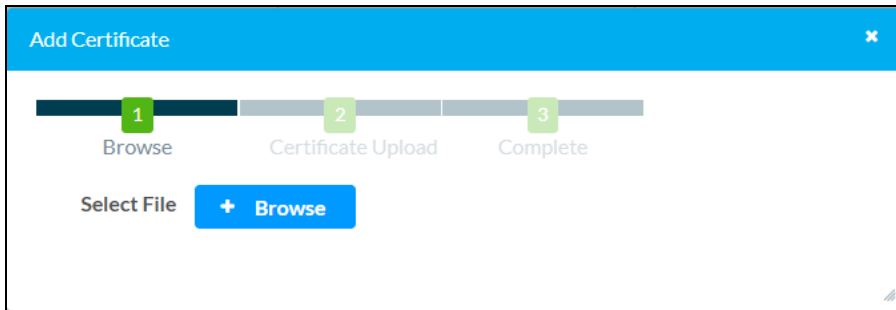 Add Certificate
1 2 3
Browse Certificate Upload Complete
Select File + Browse